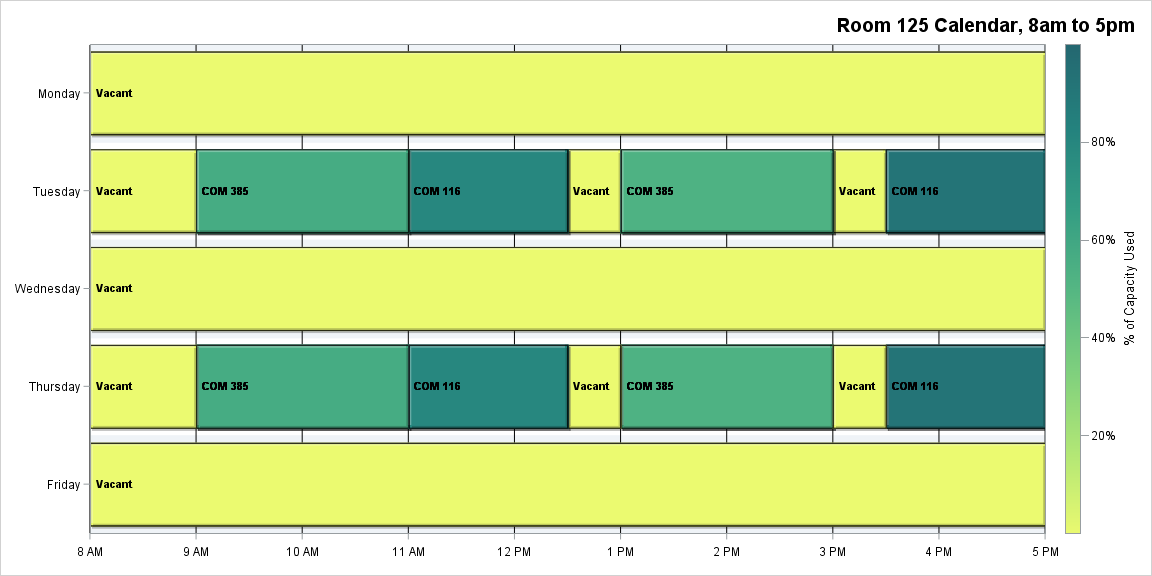 Room 125 Calendar, 8am to 5pm
Monday
Vacant
Tuesday
Vacant
COM 385
COM 116
Vacant
COM 385
Vacant
COM 116
Wednesday
Vacant
Thursday
Vacant
COM 385
COM 116
Vacant
COM 385
Vacant
COM 116
Friday
Vacant
8 AM
9 AM
10 AM
11 AM
12 PM
1 PM
2 PM
3 PM
4 PM
5 PM
80%
60%
40%
20%
% of Capacity Used